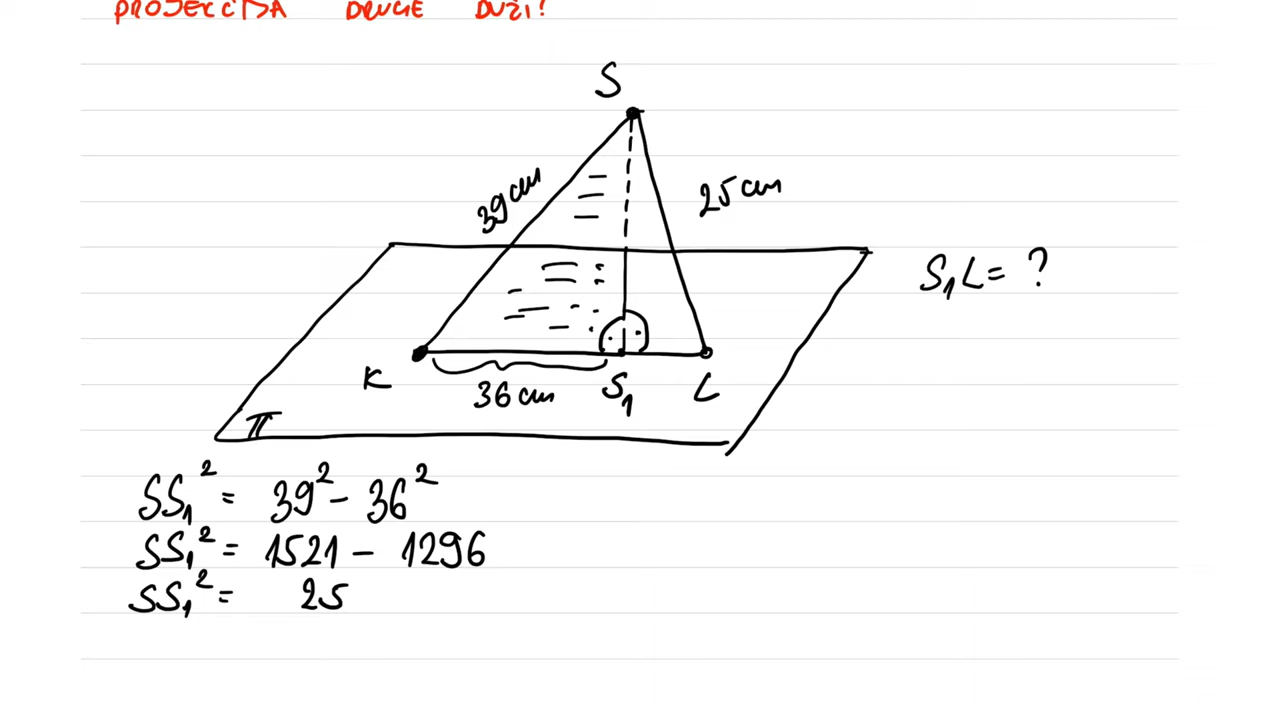 PROJEKCIJA DRUGE DUŽI?
S
39 cm
25 cm
S₁L = ?
K
36 cm
S₁
L
π
SS₁² = 39² - 36²
SS₁² = 1521 - 1296
SS₁² = 25